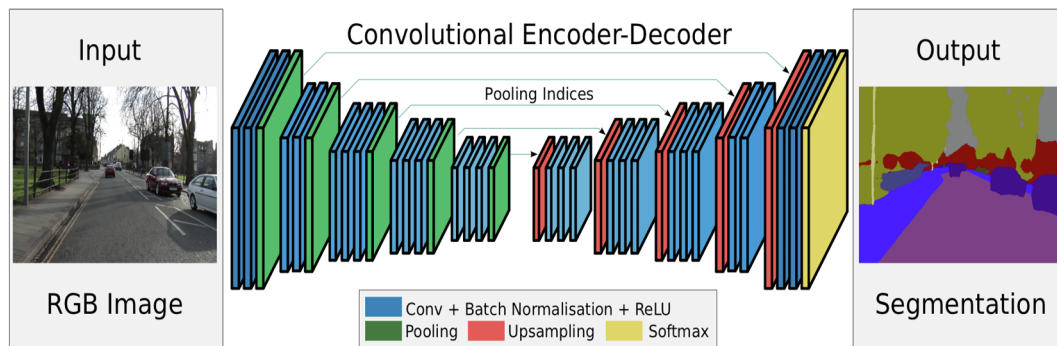 Input
RGB Image
Convolutional Encoder-Decoder
Pooling Indices
Conv + Batch Normalisation + ReLU
Pooling
Upsampling
Softmax
Output
Segmentation